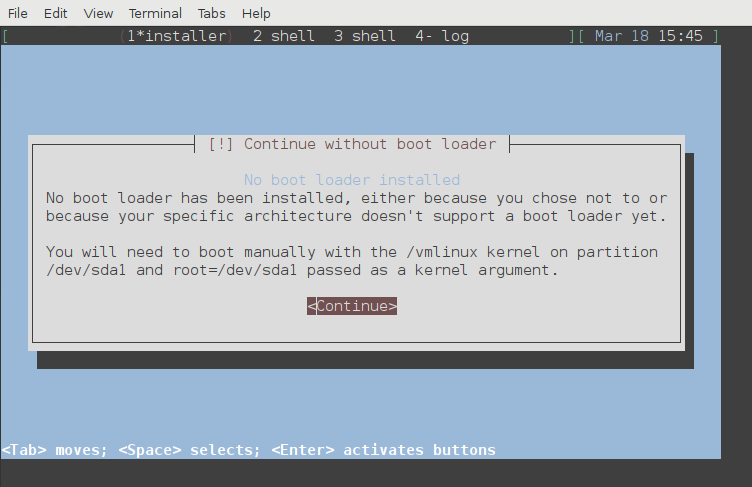 File Edit View Terminal Tabs Help
[ (1*installer) 2 shell 3 shell 4- log ][ Mar 18 15:45 ]
[!] Continue without boot loader
No boot loader installed
No boot loader has been installed, either because you chose not to or
because your specific architecture doesn't support a boot loader yet.
You will need to boot manually with the /vmlinux kernel on partition
/dev/sda1 and root=/dev/sda1 passed as a kernel argument.
<Continue>
<Tab> moves; <Space> selects; <Enter> activates buttons